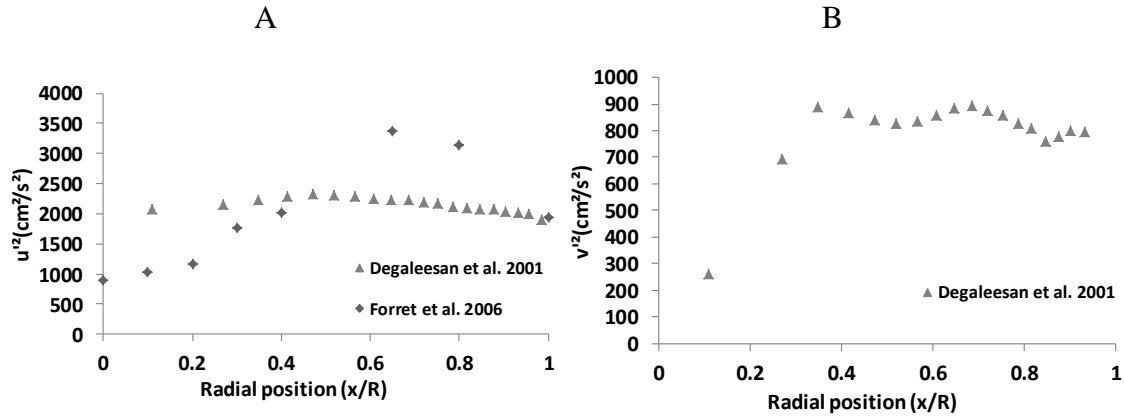 A
B
4000
3500
3000
2500
2000
1500
1000
500
0
u'²(cm²/s²)
0 0.2 0.4 0.6 0.8 1
Radial position (x/R)
Degaleesan et al. 2001
Forret et al. 2006
1000
900
800
700
600
500
400
300
200
100
0
v'²(cm²/s²)
0 0.2 0.4 0.6 0.8 1
Radial position (x/R)
Degaleesan et al. 2001